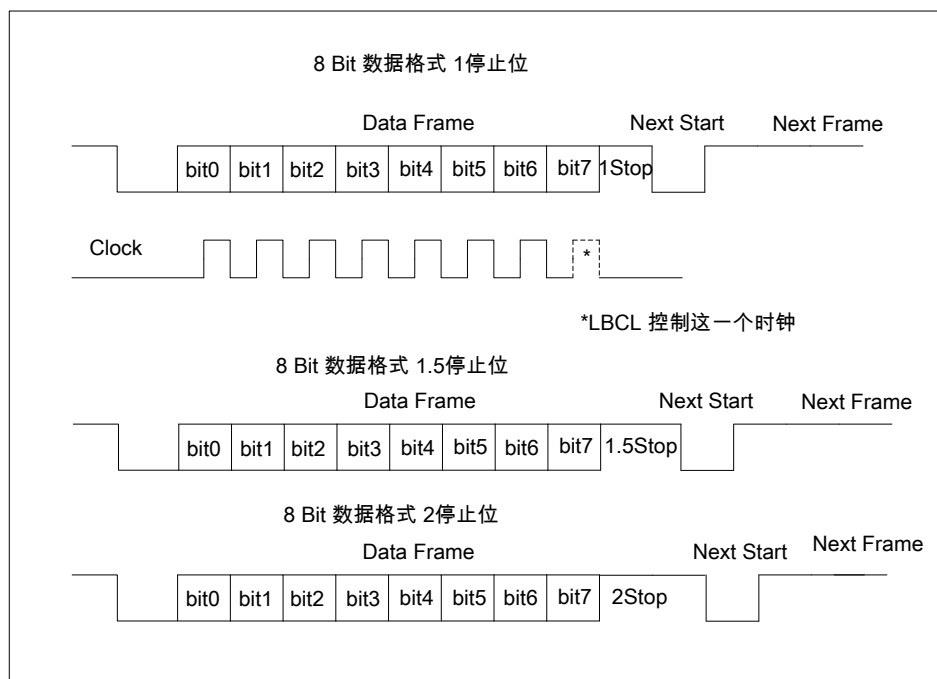 8 Bit 数据格式 1停止位
Data Frame
Next Start
Next Frame
bit0 bit1 bit2 bit3 bit4 bit5 bit6 bit7 1Stop
Clock
*
*LBCL 控制这一个时钟
8 Bit 数据格式 1.5停止位
Data Frame
Next Start
Next Frame
bit0 bit1 bit2 bit3 bit4 bit5 bit6 bit7 1.5Stop
8 Bit 数据格式 2停止位
Data Frame
Next Start
Next Frame
bit0 bit1 bit2 bit3 bit4 bit5 bit6 bit7 2Stop